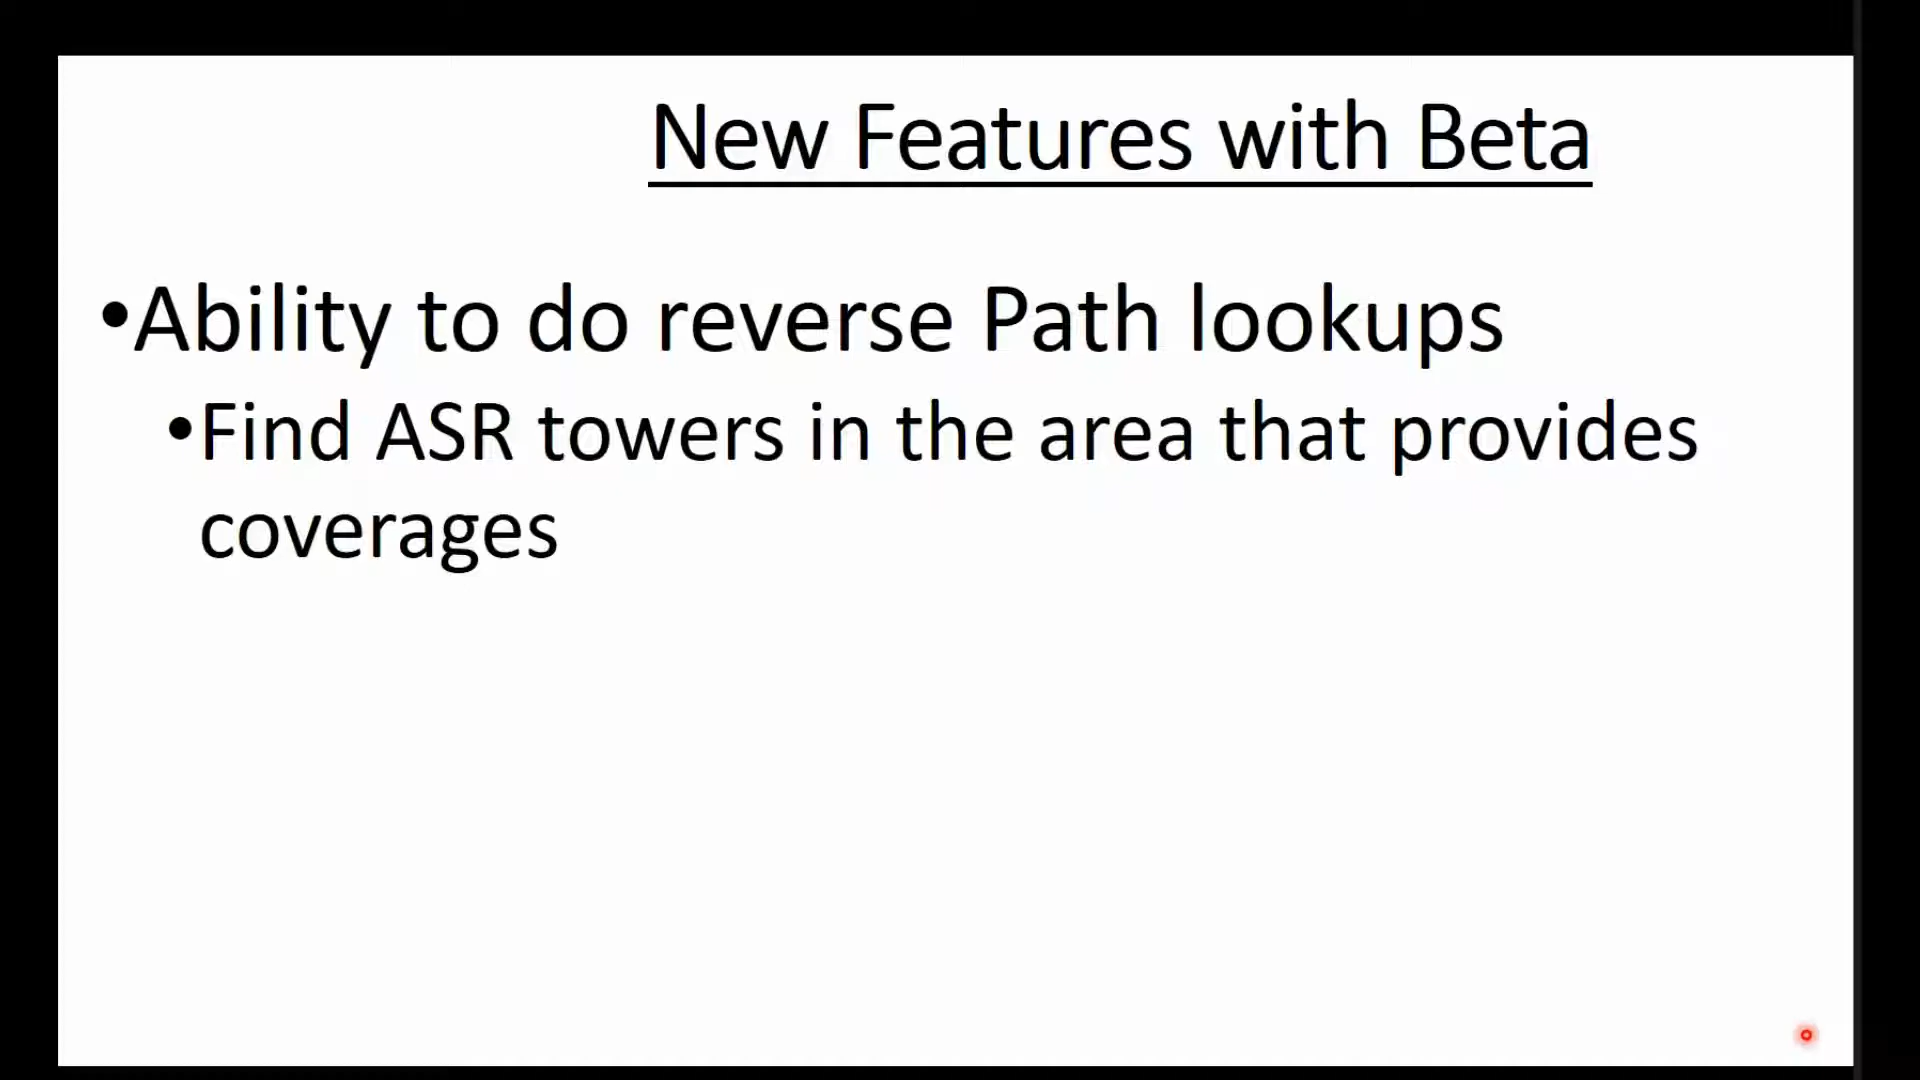 New Features with Beta
•Ability to do reverse Path lookups
•Find ASR towers in the area that provides
coverages